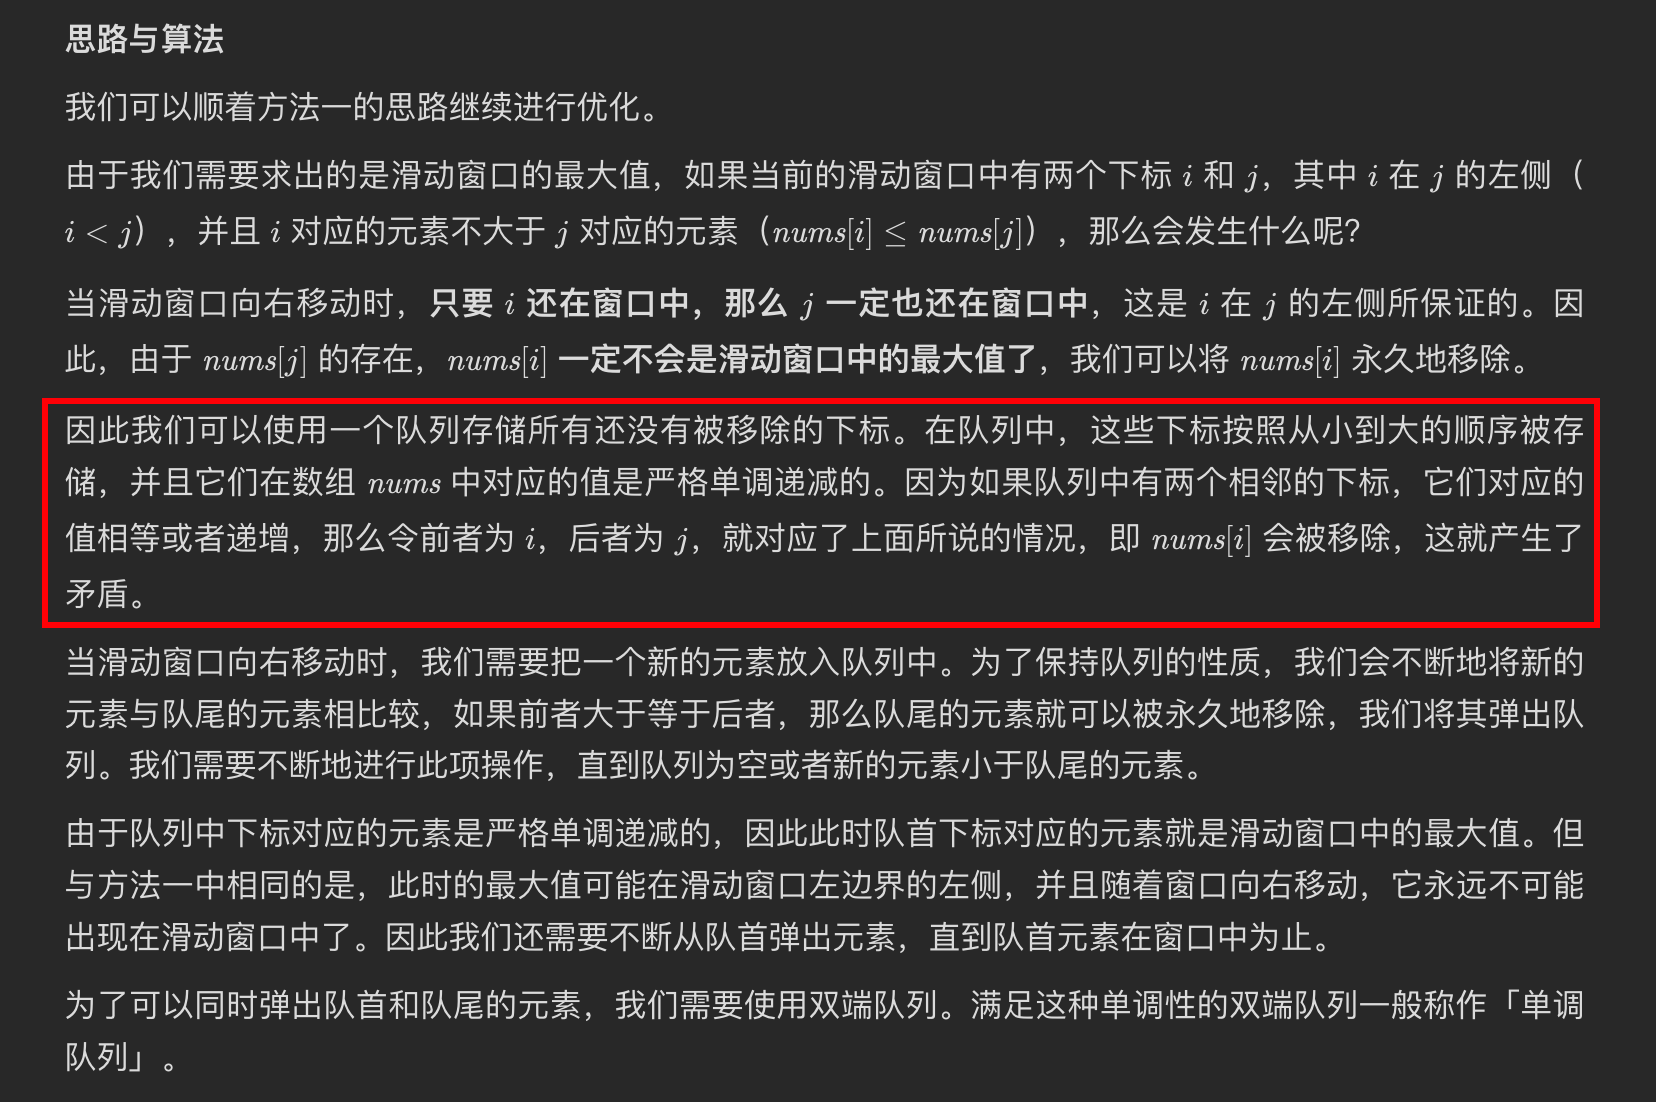 思路与算法
我们可以顺着方法一的思路继续进行优化。
由于我们需要求出的是滑动窗口的最大值，如果当前的滑动窗口中有两个下标 i 和 j，其中 i 在 j 的左侧（
i < j），并且 i 对应的元素不大于 j 对应的元素（nums[i] ≤ nums[j]），那么会发生什么呢?
当滑动窗口向右移动时，只要 i 还在窗口中，那么 j 一定也还在窗口中，这是 i 在 j 的左侧所保证的。因
此，由于 nums[j] 的存在，nums[i] 一定不会是滑动窗口中的最大值了，我们可以将 nums[i] 永久地移除。
因此我们可以使用一个队列存储所有还没有被移除的下标。在队列中，这些下标按照从小到大的顺序被存
储，并且它们在数组 nums 中对应的值是严格单调递减的。因为如果队列中有两个相邻的下标，它们对应的
值相等或者递增，那么令前者为 i，后者为 j，就对应了上面所说的情况，即 nums[i] 会被移除，这就产生了
矛盾。
当滑动窗口向右移动时，我们需要把一个新的元素放入队列中。为了保持队列的性质，我们会不断地将新的
元素与队尾的元素相比较，如果前者大于等于后者，那么队尾的元素就可以被永久地移除，我们将其弹出队
列。我们需要不断地进行此项操作，直到队列为空或者新的元素小于队尾的元素。
由于队列中下标对应的元素是严格单调递减的，因此此时队首下标对应的元素就是滑动窗口中的最大值。但
与方法一中相同的是，此时的最大值可能在滑动窗口左边界的左侧，并且随着窗口向右移动，它永远不可能
出现在滑动窗口中了。因此我们还需要不断从队首弹出元素，直到队首元素在窗口中为止。
为了可以同时弹出队首和队尾的元素，我们需要使用双端队列。满足这种单调性的双端队列一般称作「单调
队列」。